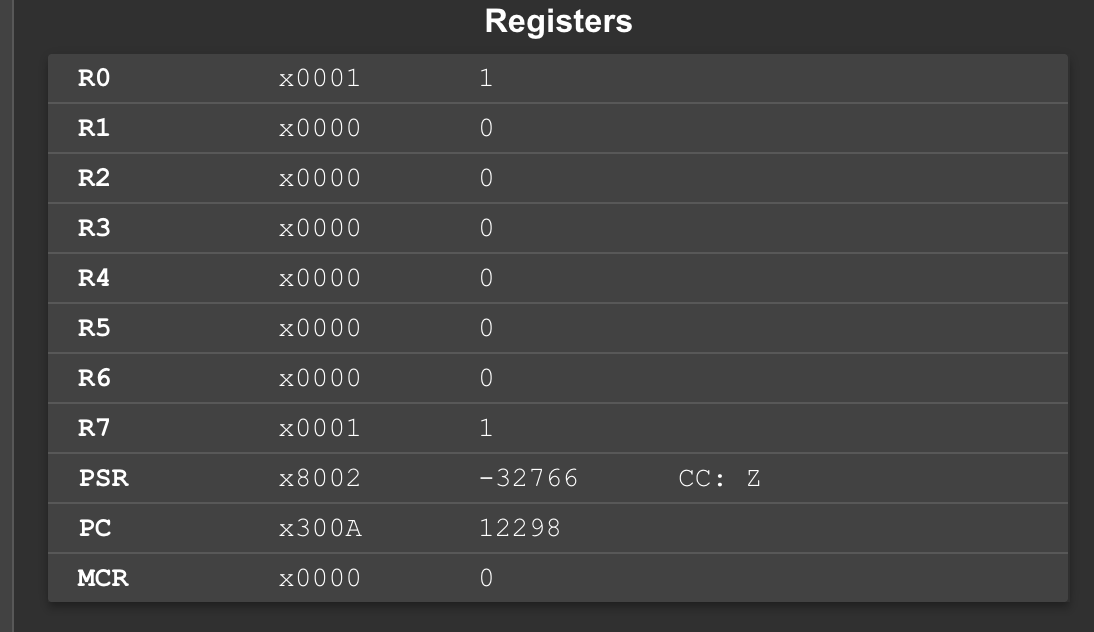 Registers
R0 x0001 1
R1 x0000 0
R2 x0000 0
R3 x0000 0
R4 x0000 0
R5 x0000 0
R6 x0000 0
R7 x0001 1
PSR x8002 -32766 CC: Z
PC x300A 12298
MCR x0000 0